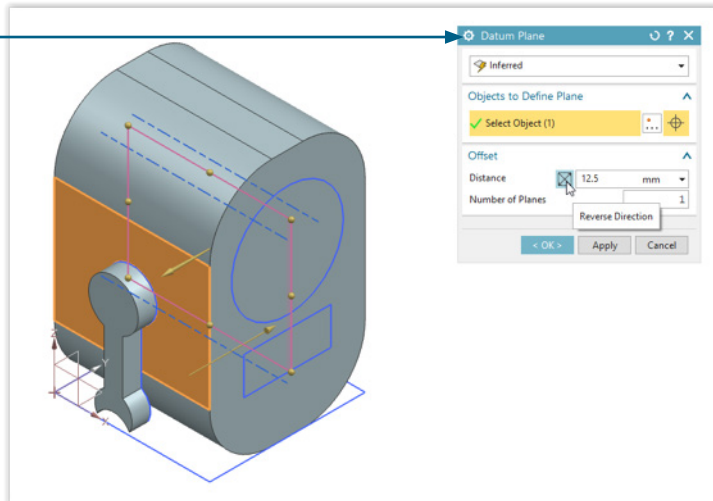 Datum Plane
Inferred
Objects to Define Plane
Select Object (1)
Offset
Distance 12.5 mm
Number of Planes 1
Reverse Direction
< OK > Apply Cancel
Z
Y
X